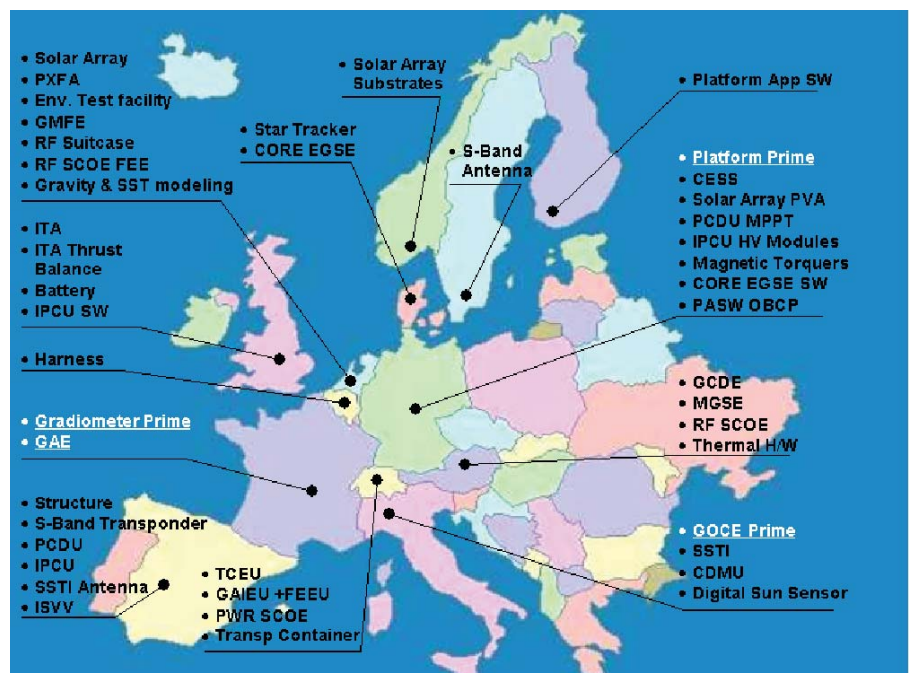 • Solar Array
• PXFA
• Env. Test facility
• GMFE
• RF Suitcase
• RF SCOE FEE
• Gravity & SST modeling
• ITA
• ITA Thrust
Balance
• Battery
• IPCU SW
• Harness
• Gradiometer Prime
• GAE
• Structure
• S-Band Transponder
• PCDU
• IPCU
• SSTI Antenna
• ISVV
• Solar Array
Substrates
• Star Tracker
• CORE EGSE
• S-Band
Antenna
• TCEU
• GAIEU +FEEU
• PWR SCOE
• Transp Container
• Platform App SW
• Platform Prime
• CESS
• Solar Array PVA
• PCDU MPPT
• IPCU HV Modules
• Magnetic Torquers
• CORE EGSE SW
• PASW OBCP
• GCDE
• MGSE
• RF SCOE
• Thermal H/W
• GOCE Prime
• SSTI
• CDMU
• Digital Sun Sensor